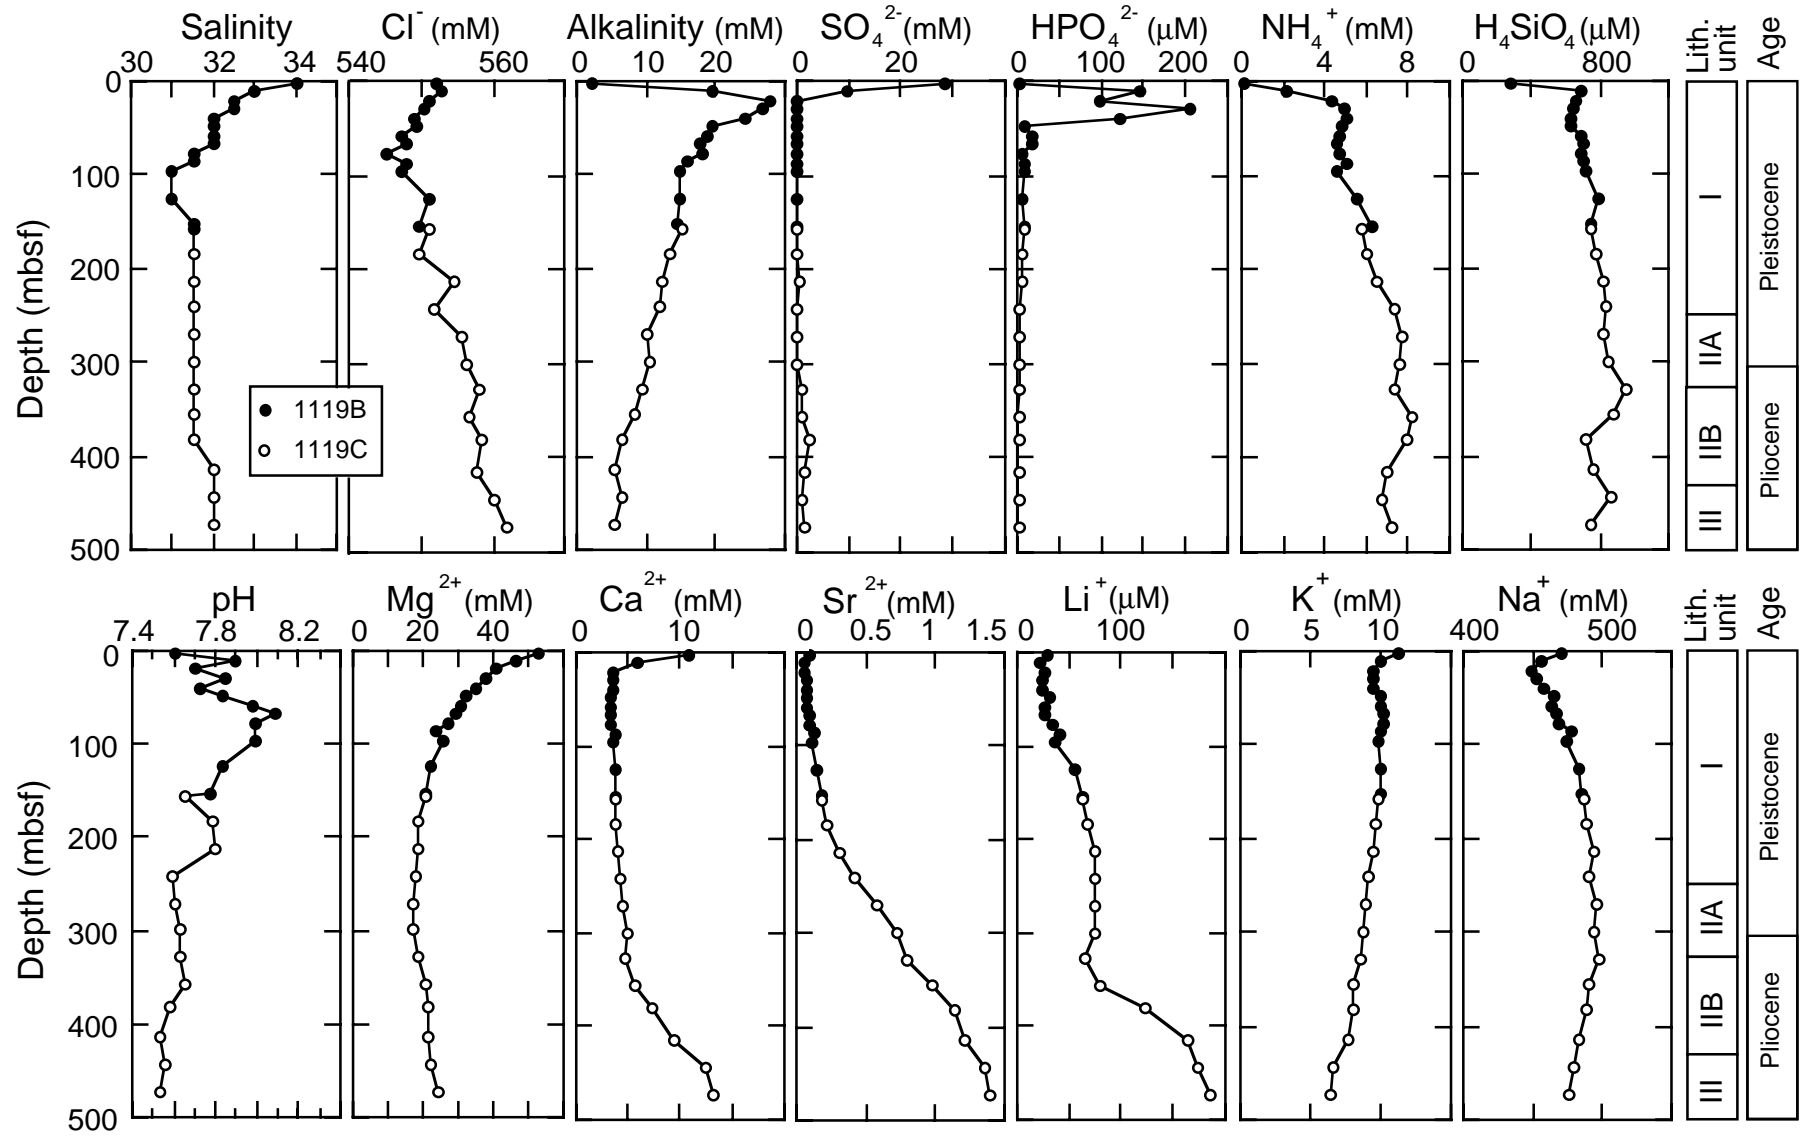 Salinity Cl⁻ (mM) Alkalinity (mM) SO₄²⁻ (mM) HPO₄²⁻ (μM) NH₄⁺ (mM) H₄SiO₄ (μM) Lith. unit Age
30 32 34 540 560 0 10 20 0 20 0 100 200 0 4 8 0 800
0
100
200
300
400
500
Depth (mbsf)
1119B
1119C
I
IIA
IIB
III
Pleistocene
Pliocene
pH Mg²⁺ (mM) Ca²⁺ (mM) Sr²⁺ (mM) Li⁺ (μM) K⁺ (mM) Na⁺ (mM) Lith. unit Age
7.4 7.8 8.2 0 20 40 0 10 0 0.5 1 1.5 0 100 0 5 10 400 500
0
100
200
300
400
500
Depth (mbsf)
I
IIA
IIB
III
Pleistocene
Pliocene